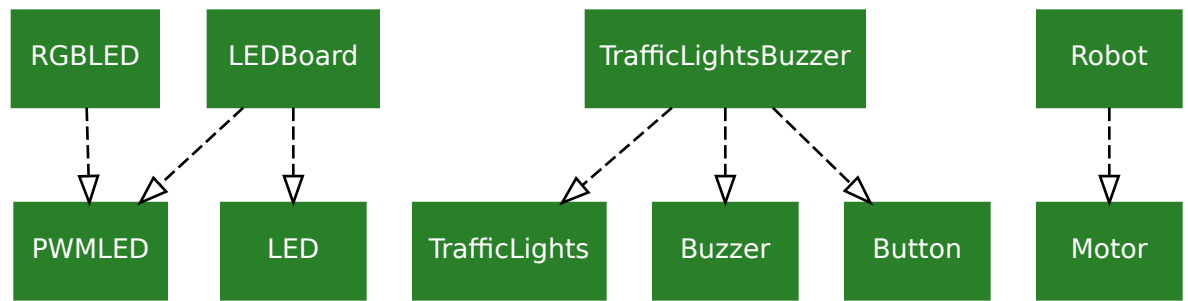 RGBLED
LEDBoard
TrafficLightsBuzzer
Robot
PWMLED
LED
TrafficLights
Buzzer
Button
Motor